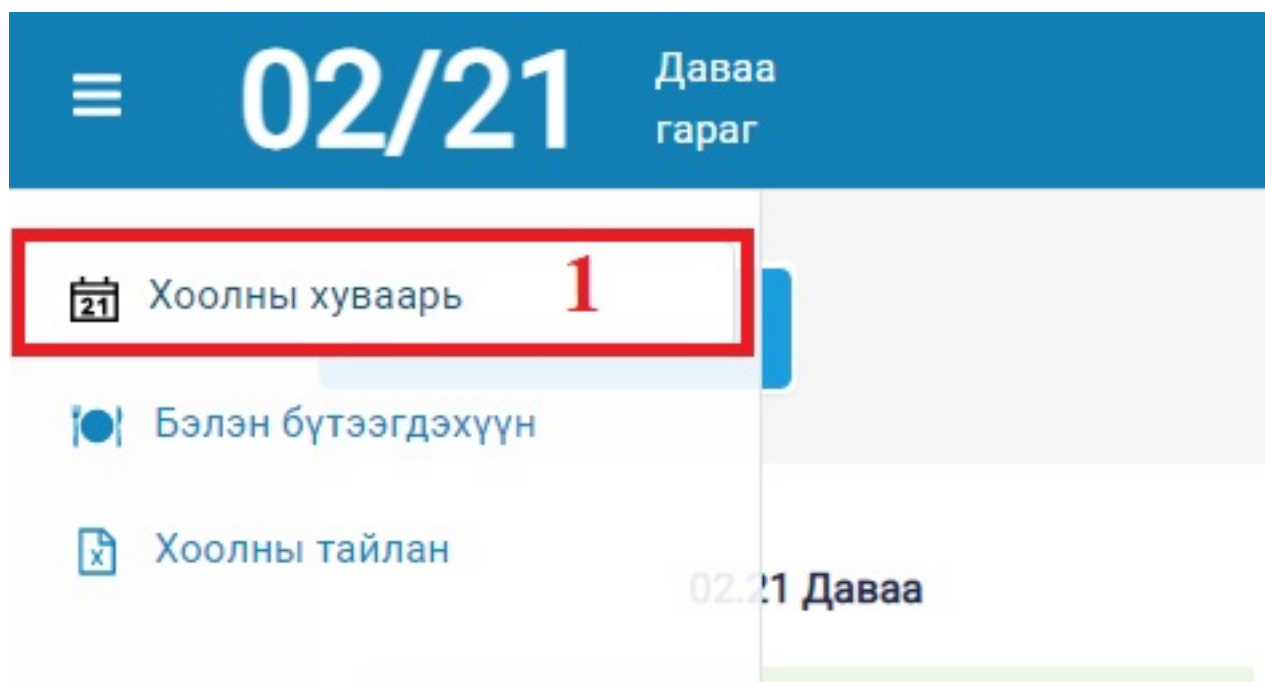 02/21
Даваа
гараг
21 Хоолны хуваарь 1
Бэлэн бүтээгдэхүүн
x Хоолны тайлан
02.21 Даваа